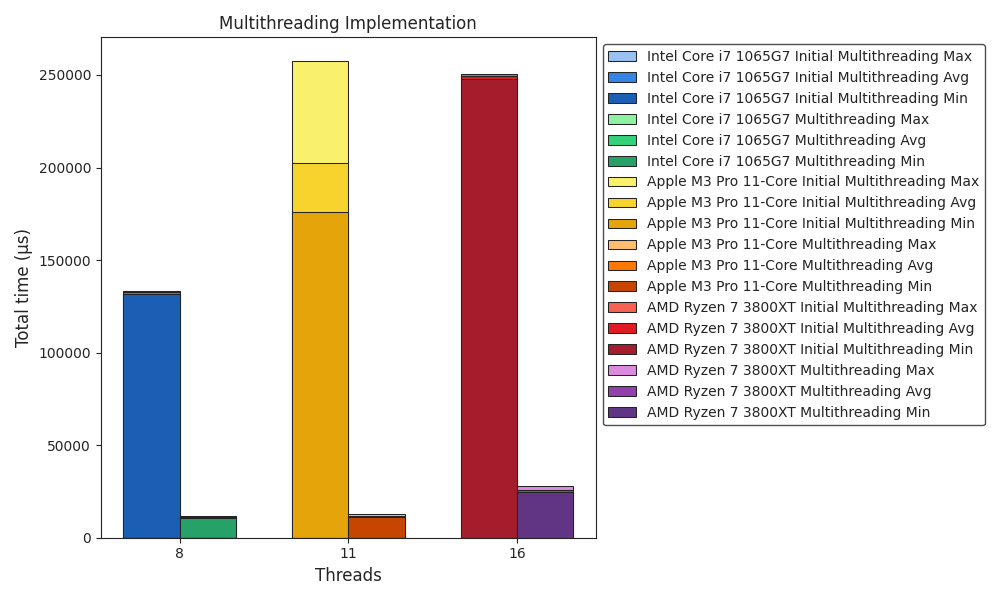 Multithreading Implementation
Total time (µs)
250000
200000
150000
100000
50000
0
8
11
16
Threads
Intel Core i7 1065G7 Initial Multithreading Max
Intel Core i7 1065G7 Initial Multithreading Avg
Intel Core i7 1065G7 Initial Multithreading Min
Intel Core i7 1065G7 Multithreading Max
Intel Core i7 1065G7 Multithreading Avg
Intel Core i7 1065G7 Multithreading Min
Apple M3 Pro 11-Core Initial Multithreading Max
Apple M3 Pro 11-Core Initial Multithreading Avg
Apple M3 Pro 11-Core Initial Multithreading Min
Apple M3 Pro 11-Core Multithreading Max
Apple M3 Pro 11-Core Multithreading Avg
Apple M3 Pro 11-Core Multithreading Min
AMD Ryzen 7 3800XT Initial Multithreading Max
AMD Ryzen 7 3800XT Initial Multithreading Avg
AMD Ryzen 7 3800XT Initial Multithreading Min
AMD Ryzen 7 3800XT Multithreading Max
AMD Ryzen 7 3800XT Multithreading Avg
AMD Ryzen 7 3800XT Multithreading Min